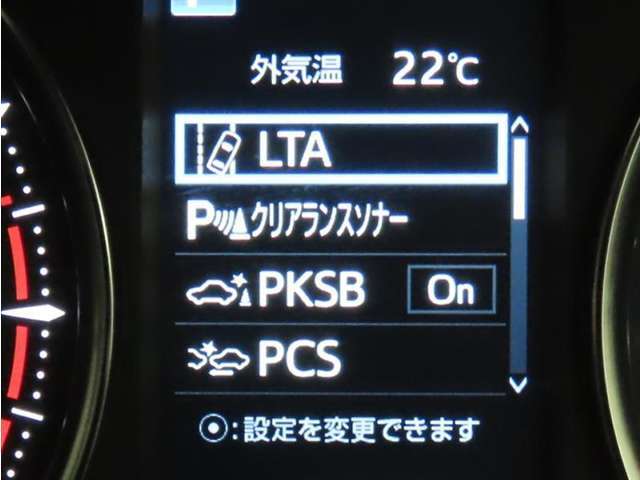 外気温 22℃
LTA
P クリアランスソナー
PKSB On
PCS
⦿:設定を変更できます